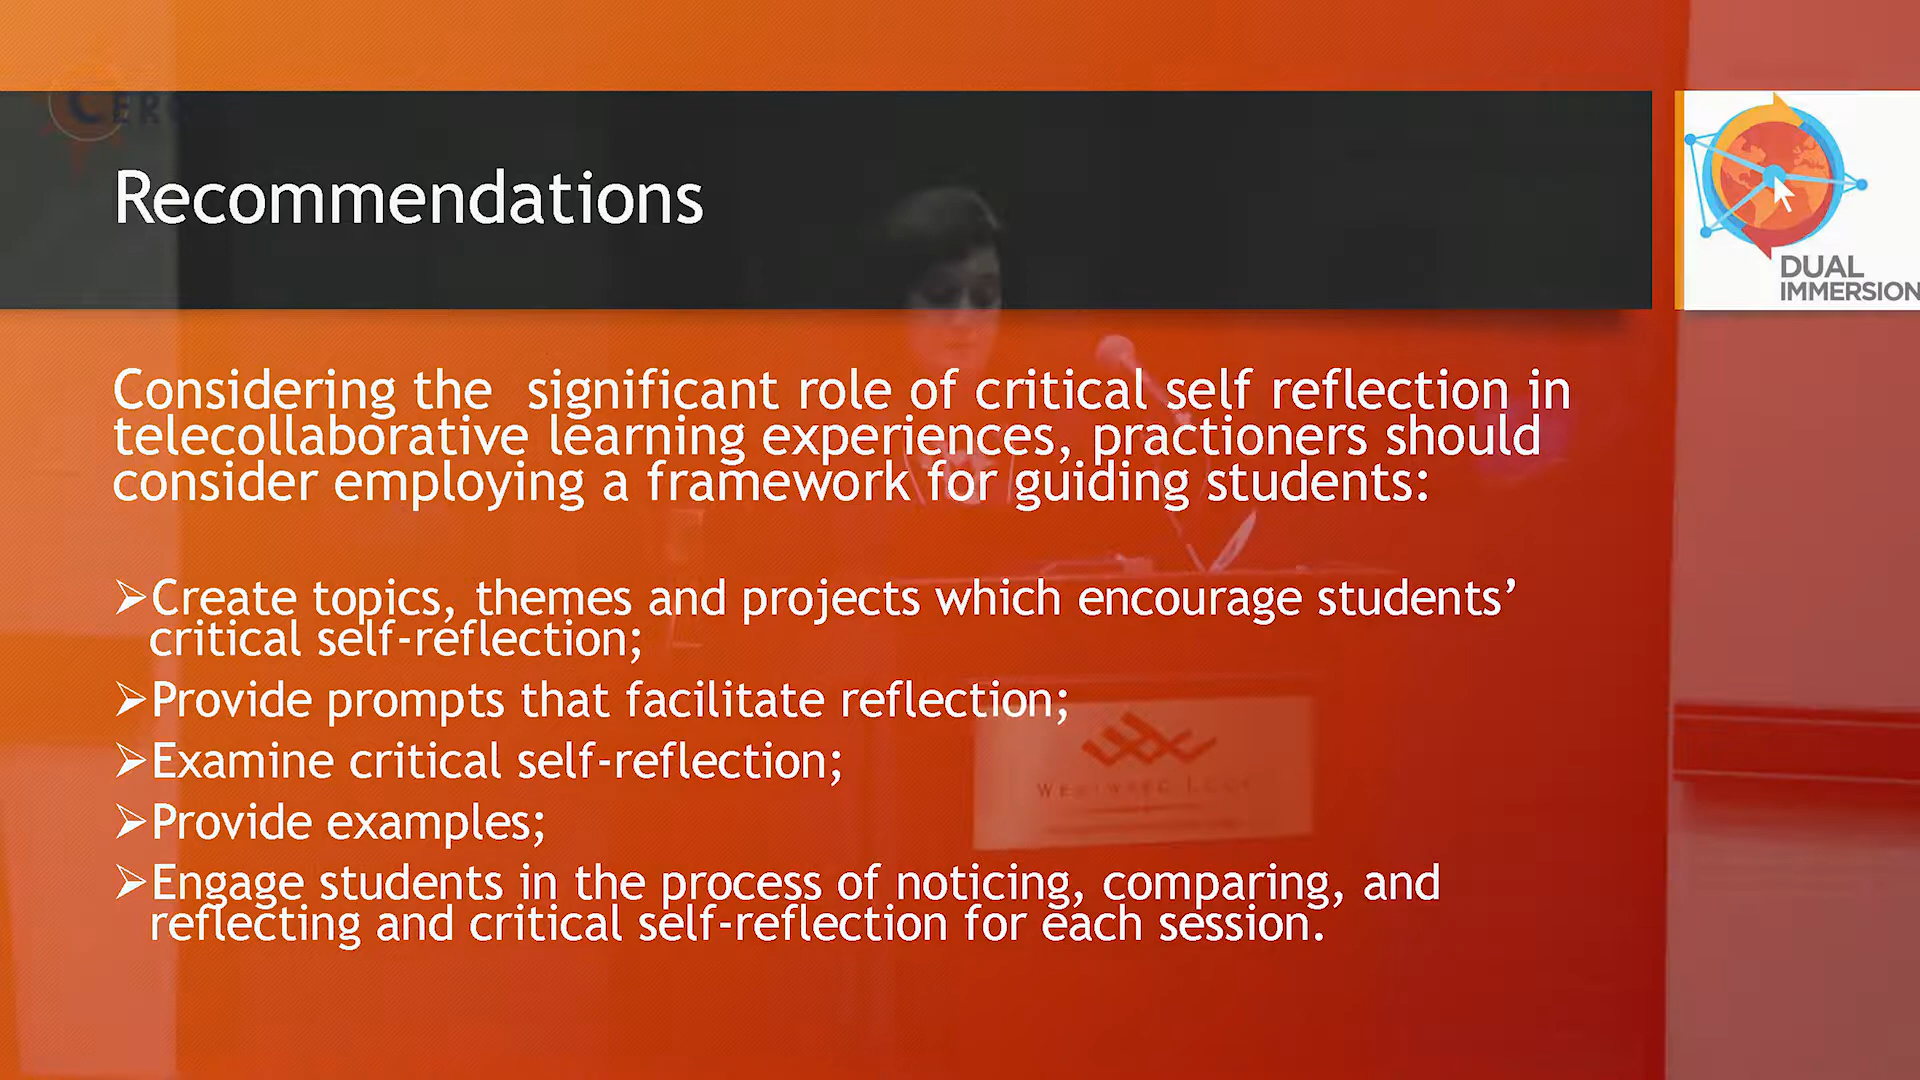 CER
Recommendations
DUAL
IMMERSION
Considering the  significant role of critical self reflection in
telecollaborative learning experiences, practioners should
consider employing a framework for guiding students:
➢Create topics, themes and projects which encourage students’
critical self-reflection;
➢Provide prompts that facilitate reflection;
➢Examine critical self-reflection;
➢Provide examples;
➢Engage students in the process of noticing, comparing, and
reflecting and critical self-reflection for each session.
WESTWARD LOOK